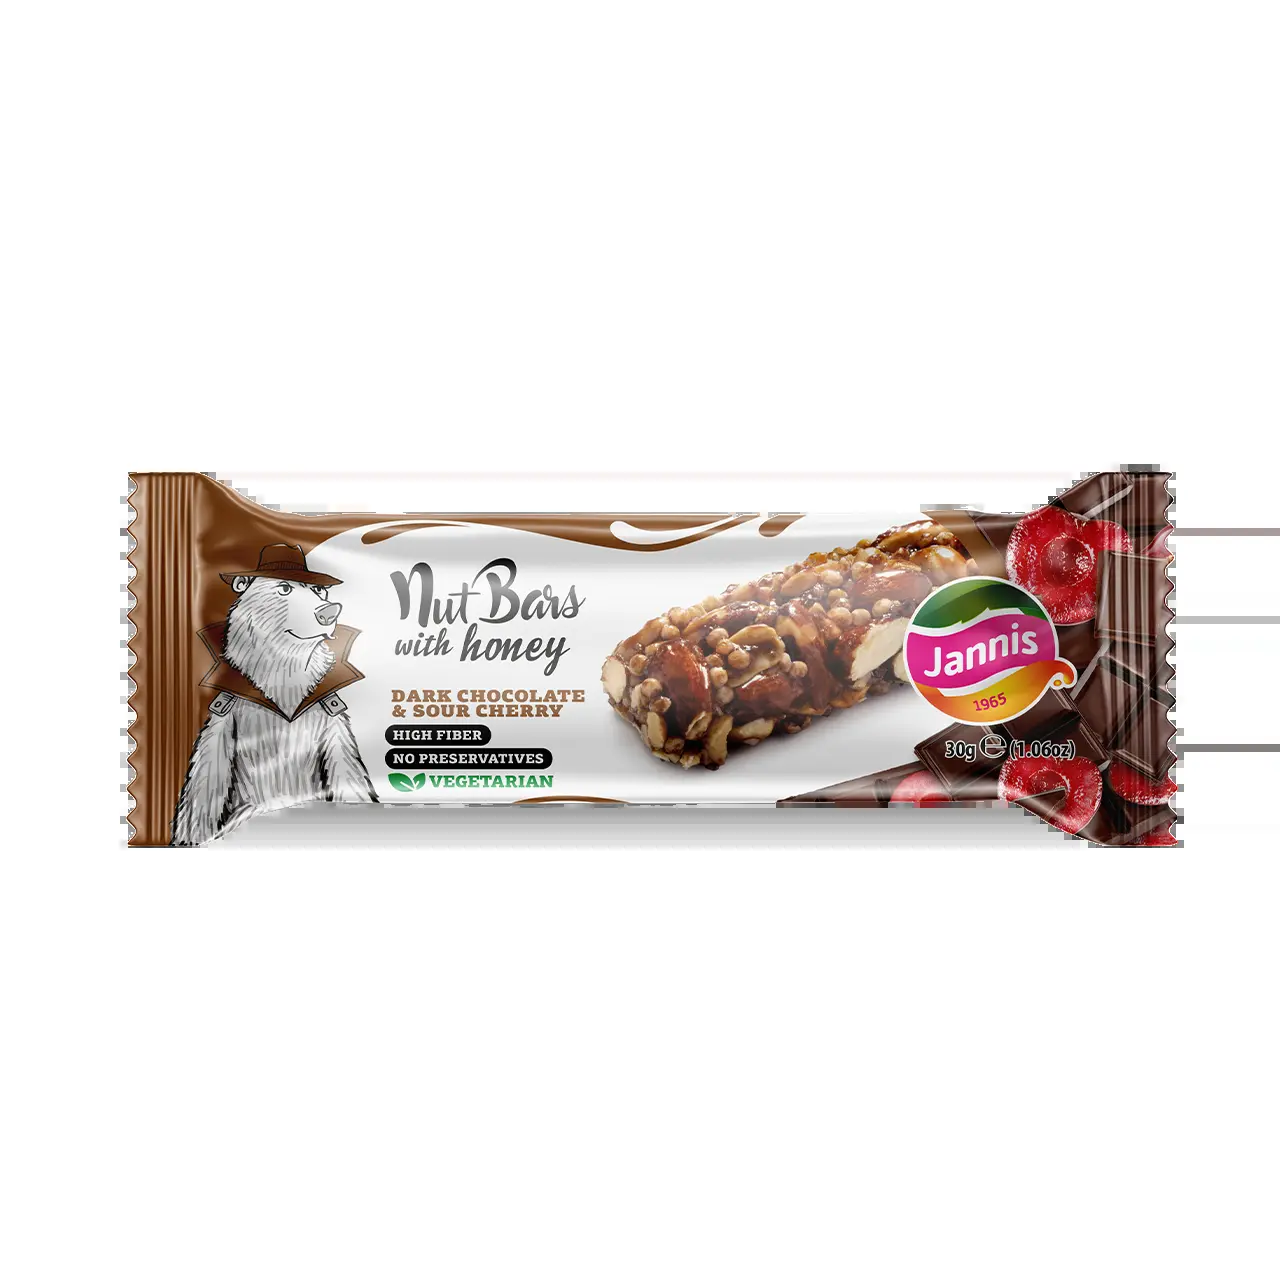 Nut Bars
with honey
DARK CHOCOLATE
& SOUR CHERRY
HIGH FIBER
NO PRESERVATIVES
VEGETARIAN
Jannis
1965
30g ℮ (1.06oz)